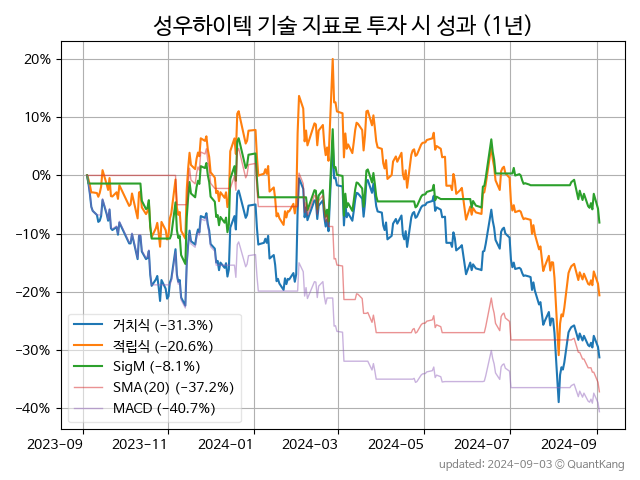 성우하이텍 기술 지표로 투자 시 성과 (1년)
20%
10%
0%
−10%
−20%
−30%
−40%
거치식 (−31.3%)
적립식 (−20.6%)
SigM (−8.1%)
SMA(20) (−37.2%)
MACD (−40.7%)
2023-09
2023-11
2024-01
2024-03
2024-05
2024-07
2024-09
updated: 2024-09-03 © QuantKang